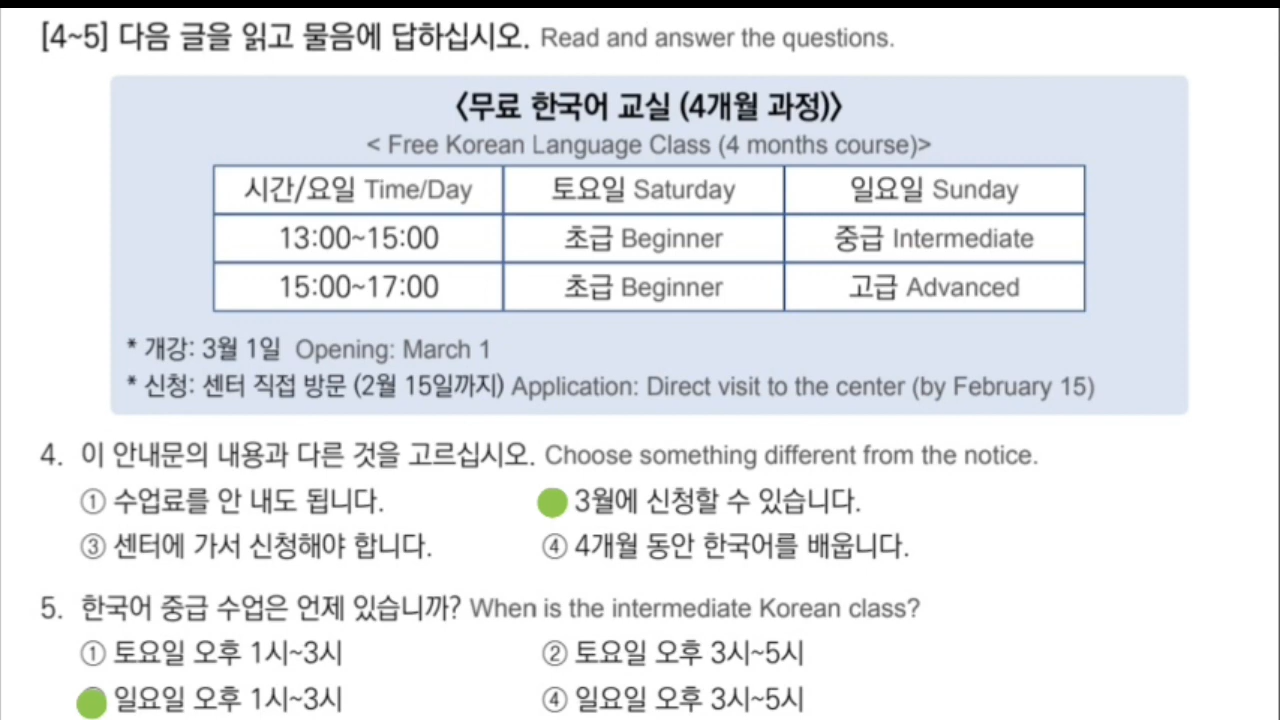 [4~5] 다음 글을 읽고 물음에 답하십시오. Read and answer the questions.
<무료 한국어 교실 (4개월 과정)>
< Free Korean Language Class (4 months course)>
시간/요일 Time/Day 토요일 Saturday 일요일 Sunday
13:00~15:00 초급 Beginner 중급 Intermediate
15:00~17:00 초급 Beginner 고급 Advanced
* 개강: 3월 1일 Opening: March 1
* 신청: 센터 직접 방문 (2월 15일까지) Application: Direct visit to the center (by February 15)
4. 이 안내문의 내용과 다른 것을 고르십시오. Choose something different from the notice.
① 수업료를 안 내도 됩니다. 3월에 신청할 수 있습니다.
③ 센터에 가서 신청해야 합니다. ④ 4개월 동안 한국어를 배웁니다.
5. 한국어 중급 수업은 언제 있습니까? When is the intermediate Korean class?
① 토요일 오후 1시~3시 ② 토요일 오후 3시~5시
일요일 오후 1시~3시 ④ 일요일 오후 3시~5시